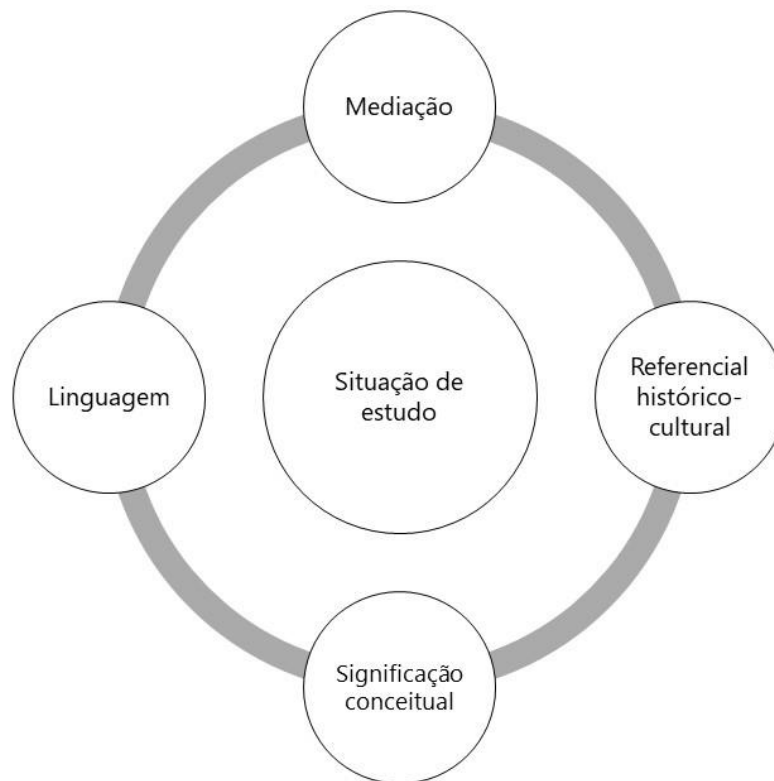 Mediação
Linguagem
Situação de
estudo
Referencial
histórico-
cultural
Significação
conceitual